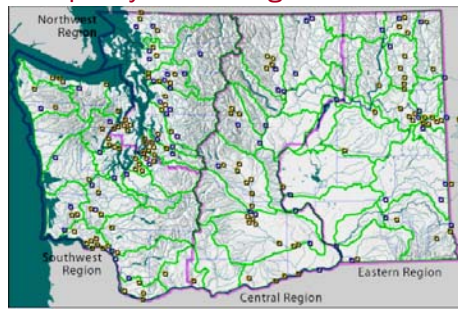 Northwest
Region
Southwest
Region
Central Region
Eastern Region